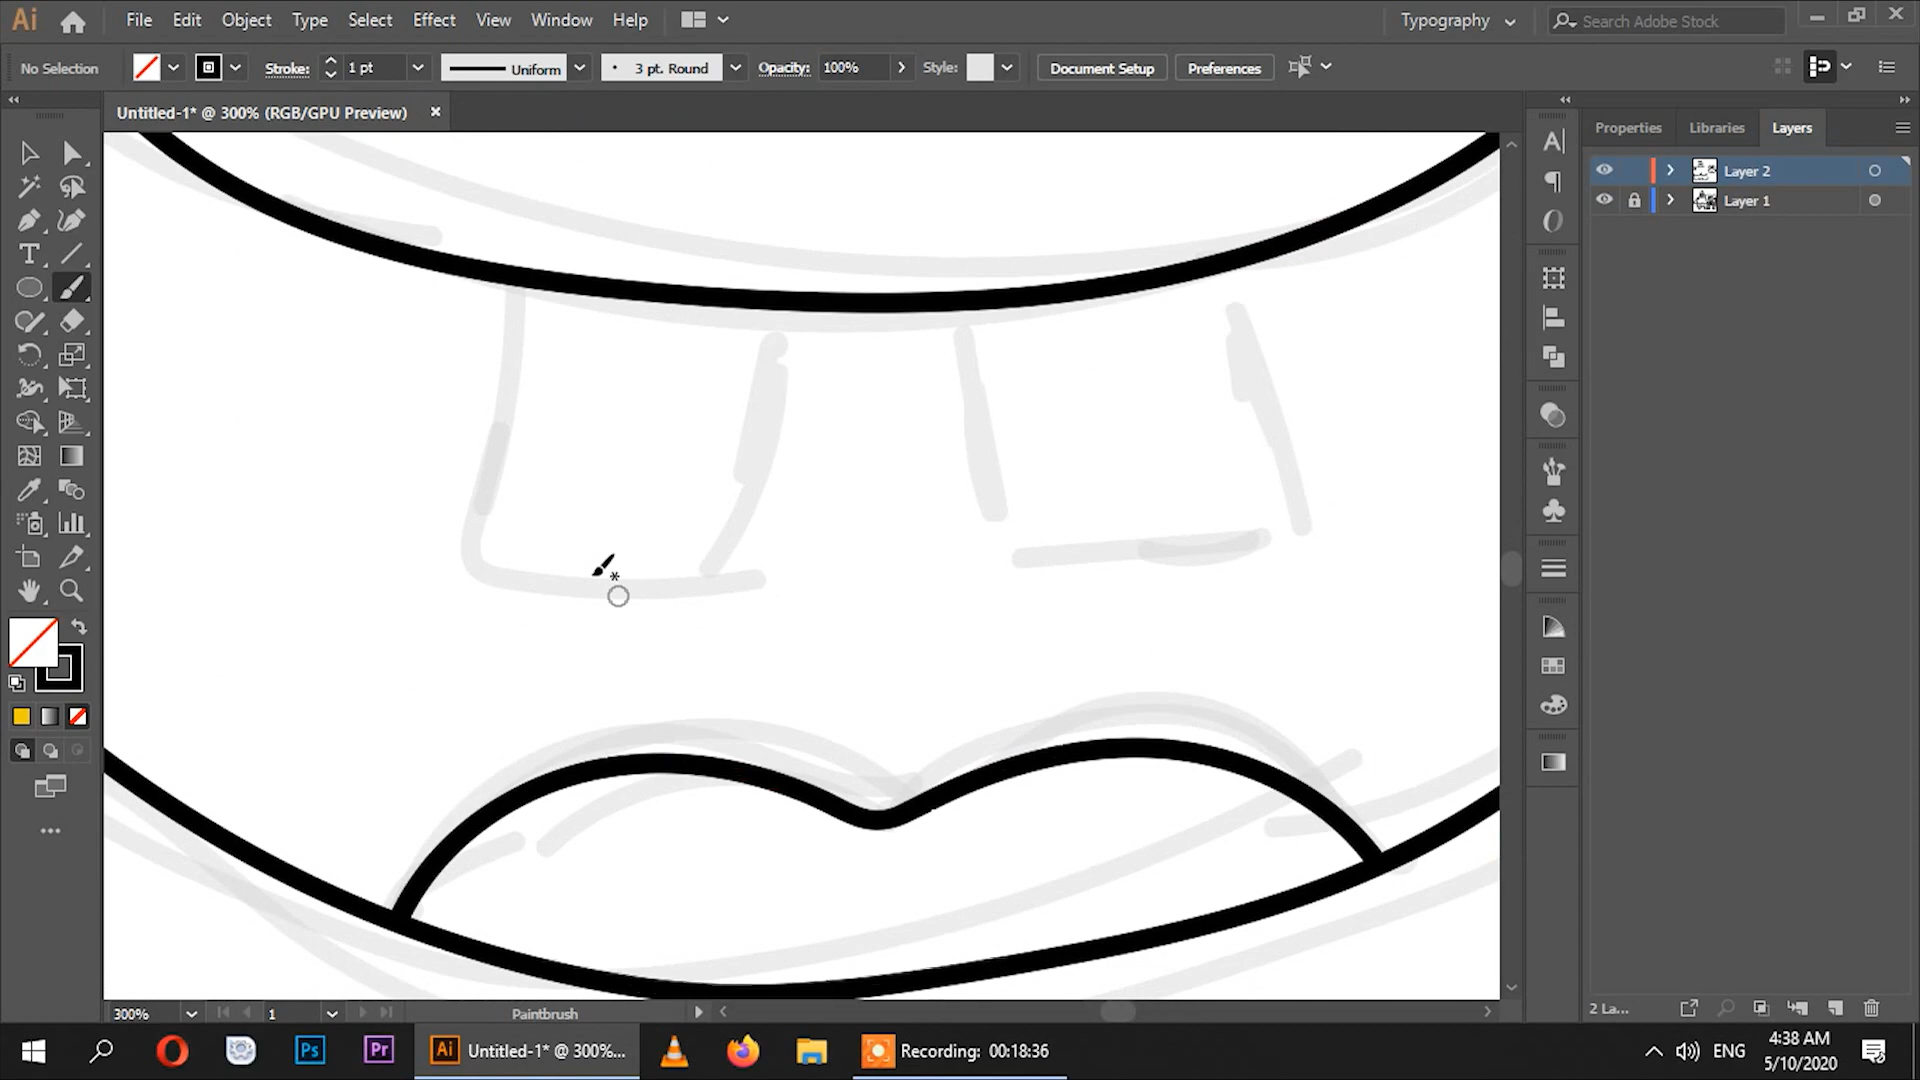 Ai File Edit Object Type Select Effect View Window Help Typography Search Adobe Stock
No Selection Stroke: 1 pt Uniform 3 pt. Round Opacity: 100% Style: Document Setup Preferences
Untitled-1* @ 300% (RGB/GPU Preview)
Properties Libraries Layers
Layer 2
Layer 1
300% 1 Paintbrush 2 La...
Ps Pr Ai Untitled-1* @ 300%... Recording: 00:18:36 ENG 4:38 AM
5/10/2020